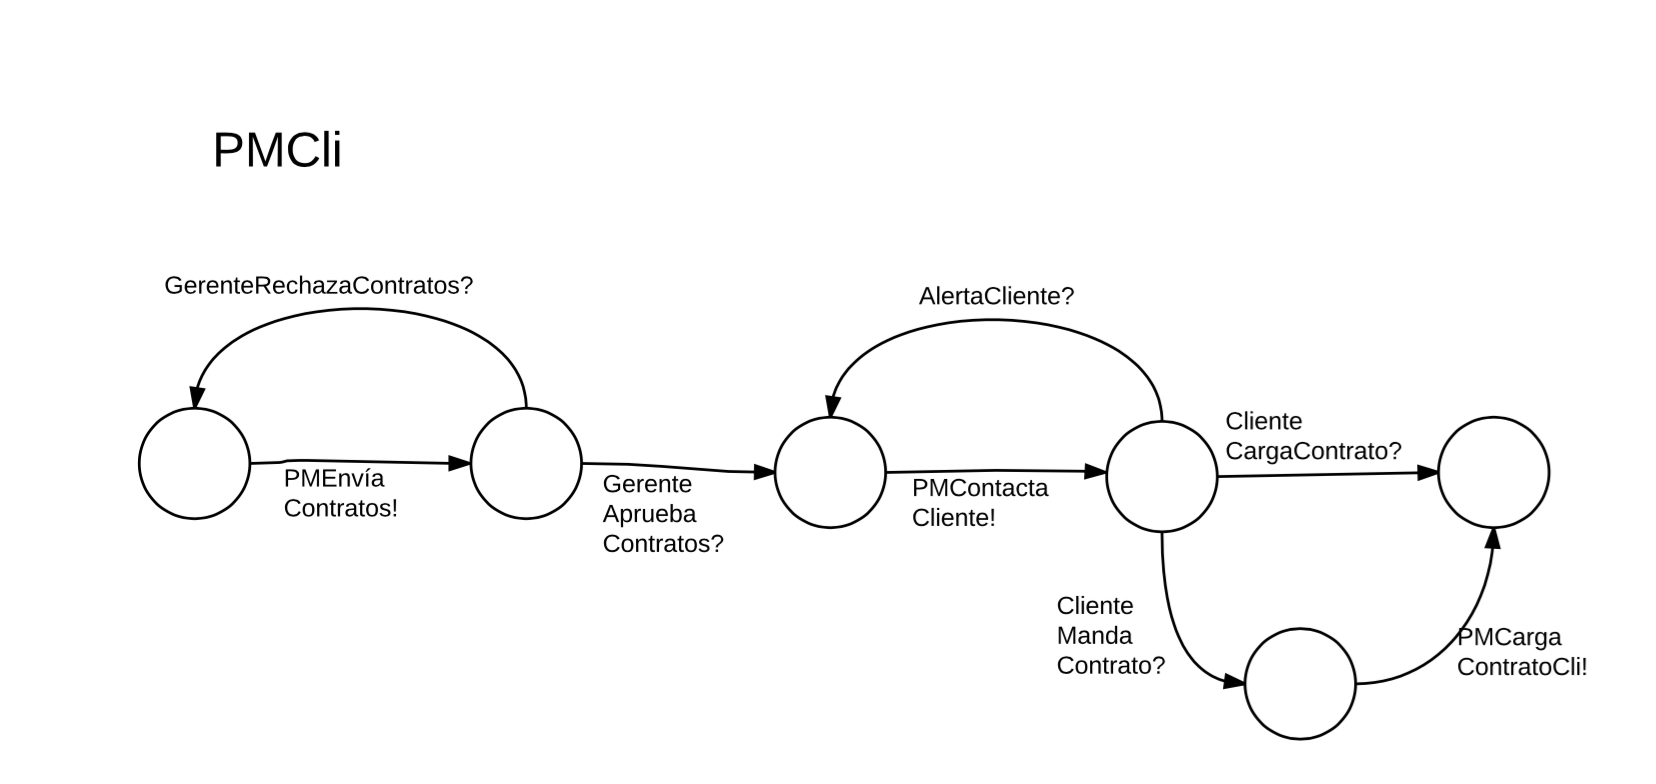 PMCli
GerenteRechazaContratos?
AlertaCliente?
PMEnvía
Contratos!
Gerente
Aprueba
Contratos?
PMContacta
Cliente!
Cliente
CargaContrato?
Cliente
Manda
Contrato?
PMCarga
ContratoCli!